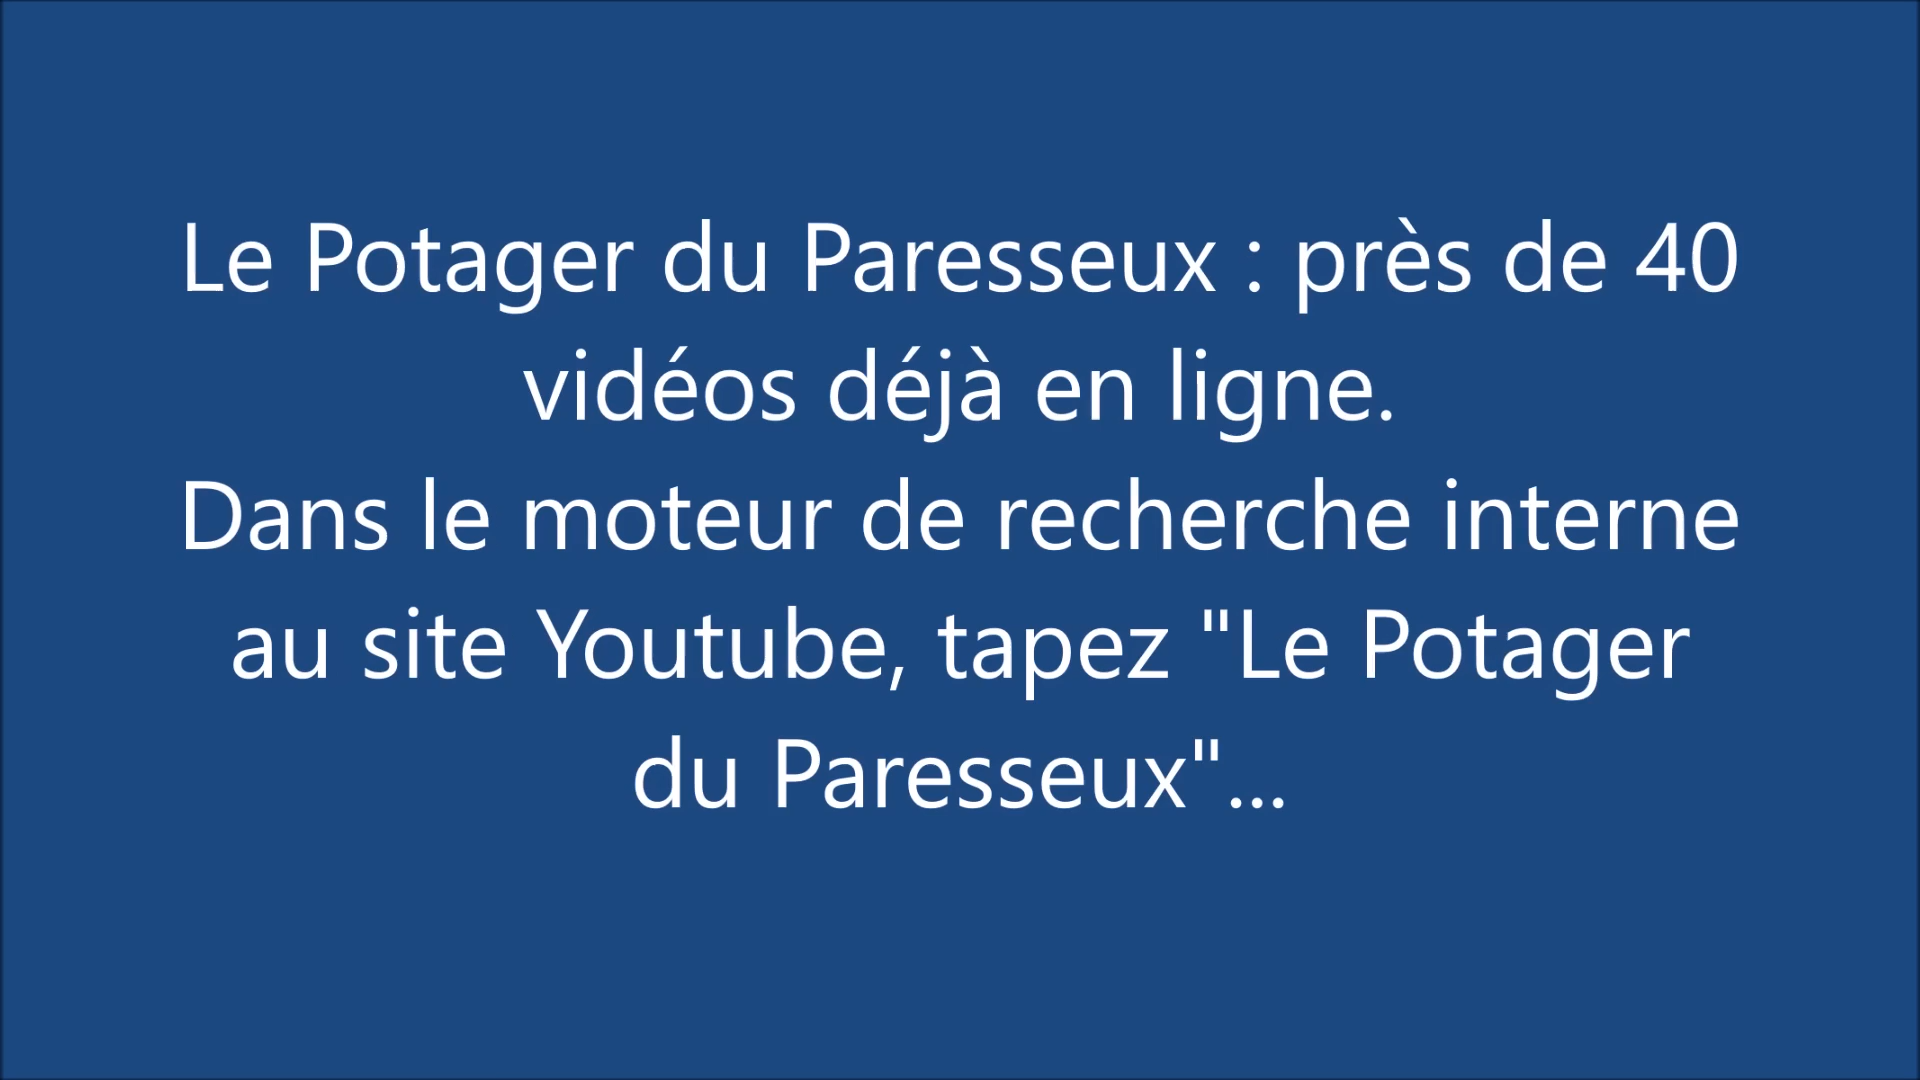 Le Potager du Paresseux : près de 40
vidéos déjà en ligne.
Dans le moteur de recherche interne
au site Youtube, tapez "Le Potager
du Paresseux"...